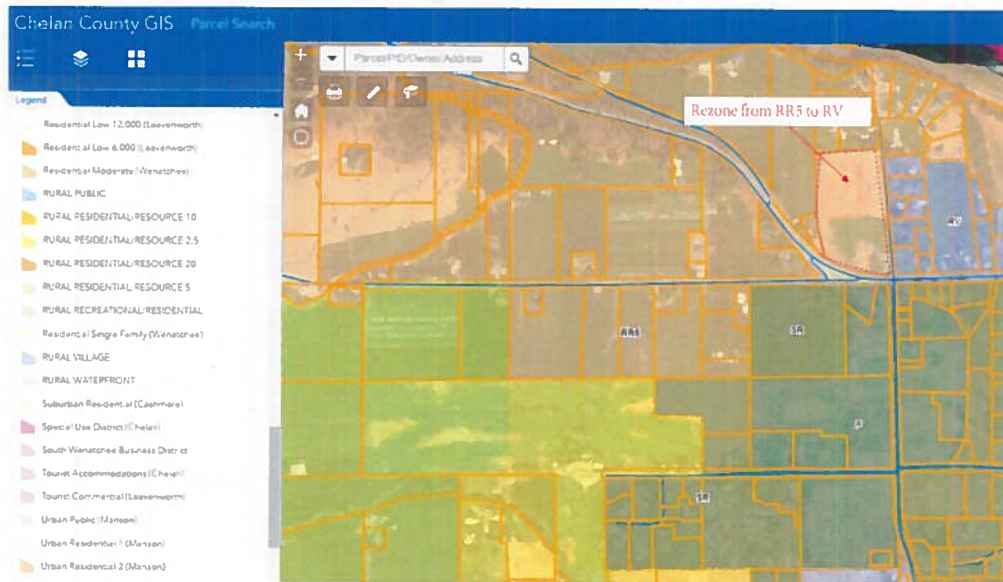 Chelan County GIS Parcel Search
Parcel/PID/Owner/Address
Legend
Residential Low 12,000 (Leavenworth)
Residential Low 6,000 (Leavenworth)
Residential Moderate (Wenatchee)
RURAL PUBLIC
RURAL RESIDENTIAL/RESOURCE 10
RURAL RESIDENTIAL/RESOURCE 2.5
RURAL RESIDENTIAL/RESOURCE 20
RURAL RESIDENTIAL/RESOURCE 5
RURAL RECREATIONAL/RESIDENTIAL
Residential Single Family (Wenatchee)
RURAL VILLAGE
RURAL WATERFRONT
Suburban Residential (Cashmere)
Special Use District (Chelan)
South Wenatchee Business District
Tourist Accommodations (Chelan)
Tourist Commercial (Leavenworth)
Urban Public (Manson)
Urban Residential 1 (Manson)
Urban Residential 2 (Manson)
Rezone from RR5 to RV
RV
RR5
SR
SR